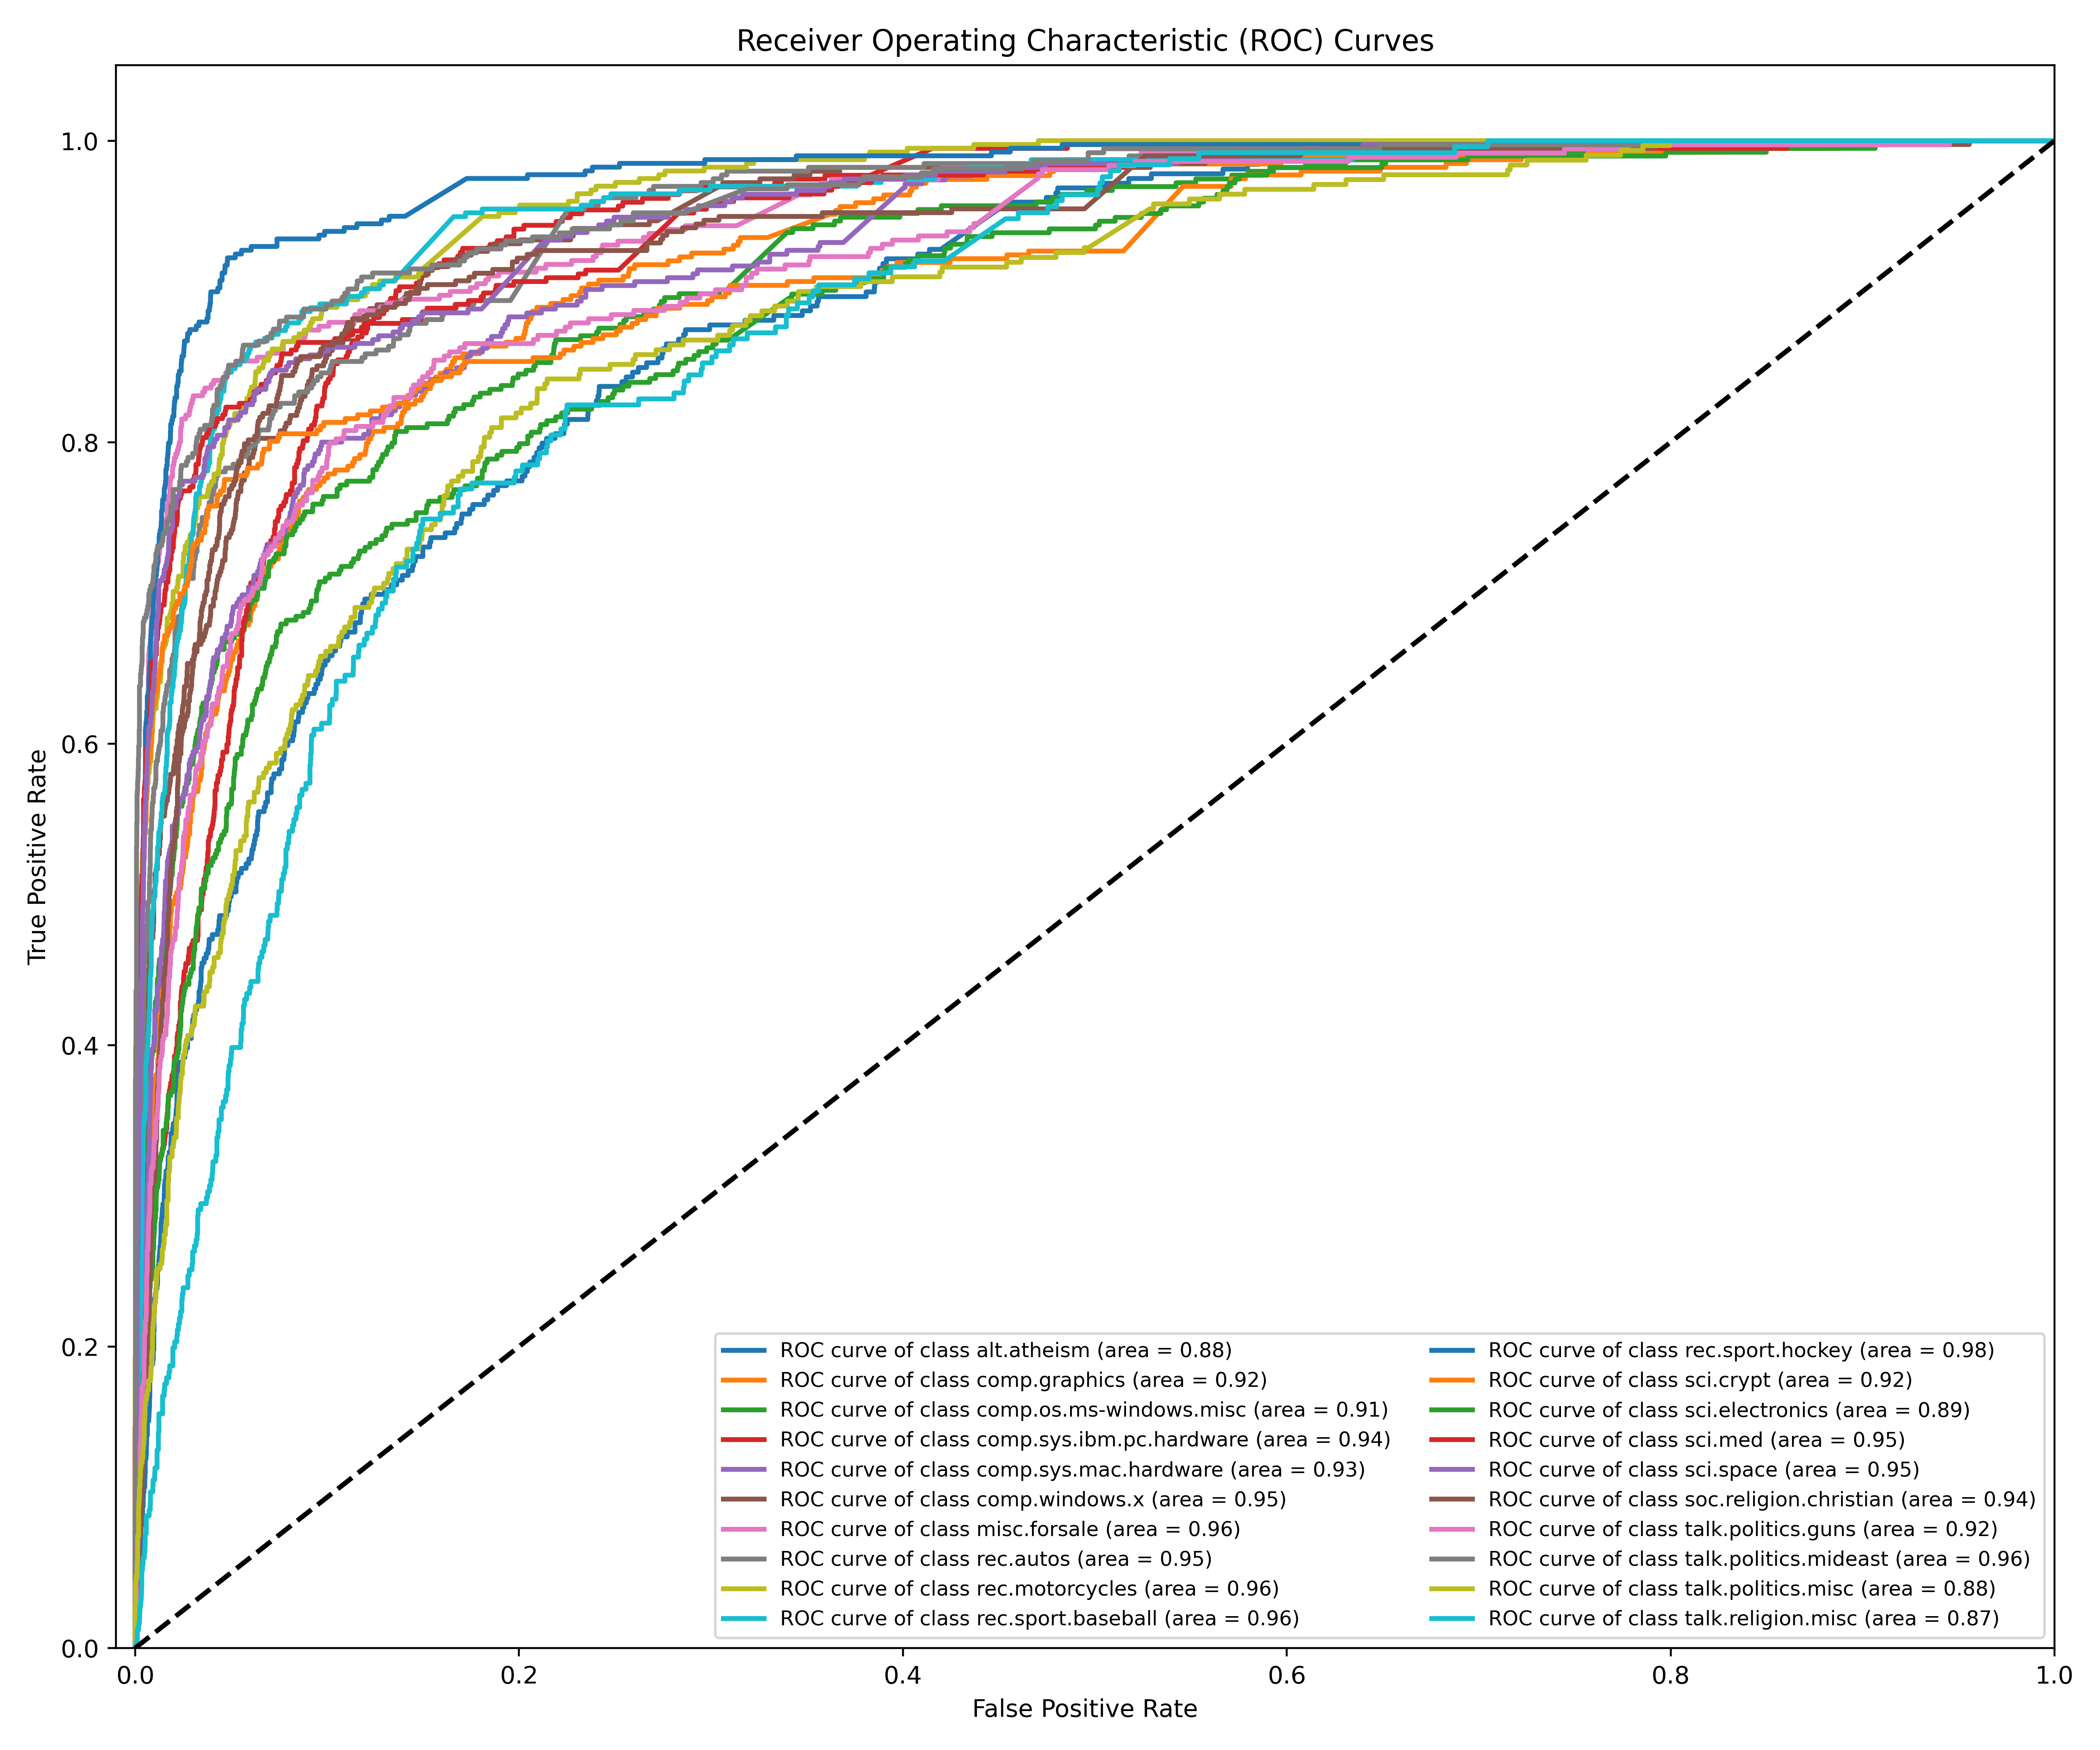 Receiver Operating Characteristic (ROC) Curves
1.0
0.8
0.6
0.4
0.2
0.0
True Positive Rate
ROC curve of class alt.atheism (area = 0.88)
ROC curve of class comp.graphics (area = 0.92)
ROC curve of class comp.os.ms-windows.misc (area = 0.91)
ROC curve of class comp.sys.ibm.pc.hardware (area = 0.94)
ROC curve of class comp.sys.mac.hardware (area = 0.93)
ROC curve of class comp.windows.x (area = 0.95)
ROC curve of class misc.forsale (area = 0.96)
ROC curve of class rec.autos (area = 0.95)
ROC curve of class rec.motorcycles (area = 0.96)
ROC curve of class rec.sport.baseball (area = 0.96)
ROC curve of class rec.sport.hockey (area = 0.98)
ROC curve of class sci.crypt (area = 0.92)
ROC curve of class sci.electronics (area = 0.89)
ROC curve of class sci.med (area = 0.95)
ROC curve of class sci.space (area = 0.95)
ROC curve of class soc.religion.christian (area = 0.94)
ROC curve of class talk.politics.guns (area = 0.92)
ROC curve of class talk.politics.mideast (area = 0.96)
ROC curve of class talk.politics.misc (area = 0.88)
ROC curve of class talk.religion.misc (area = 0.87)
0.0 0.2 0.4 0.6 0.8 1.0
False Positive Rate